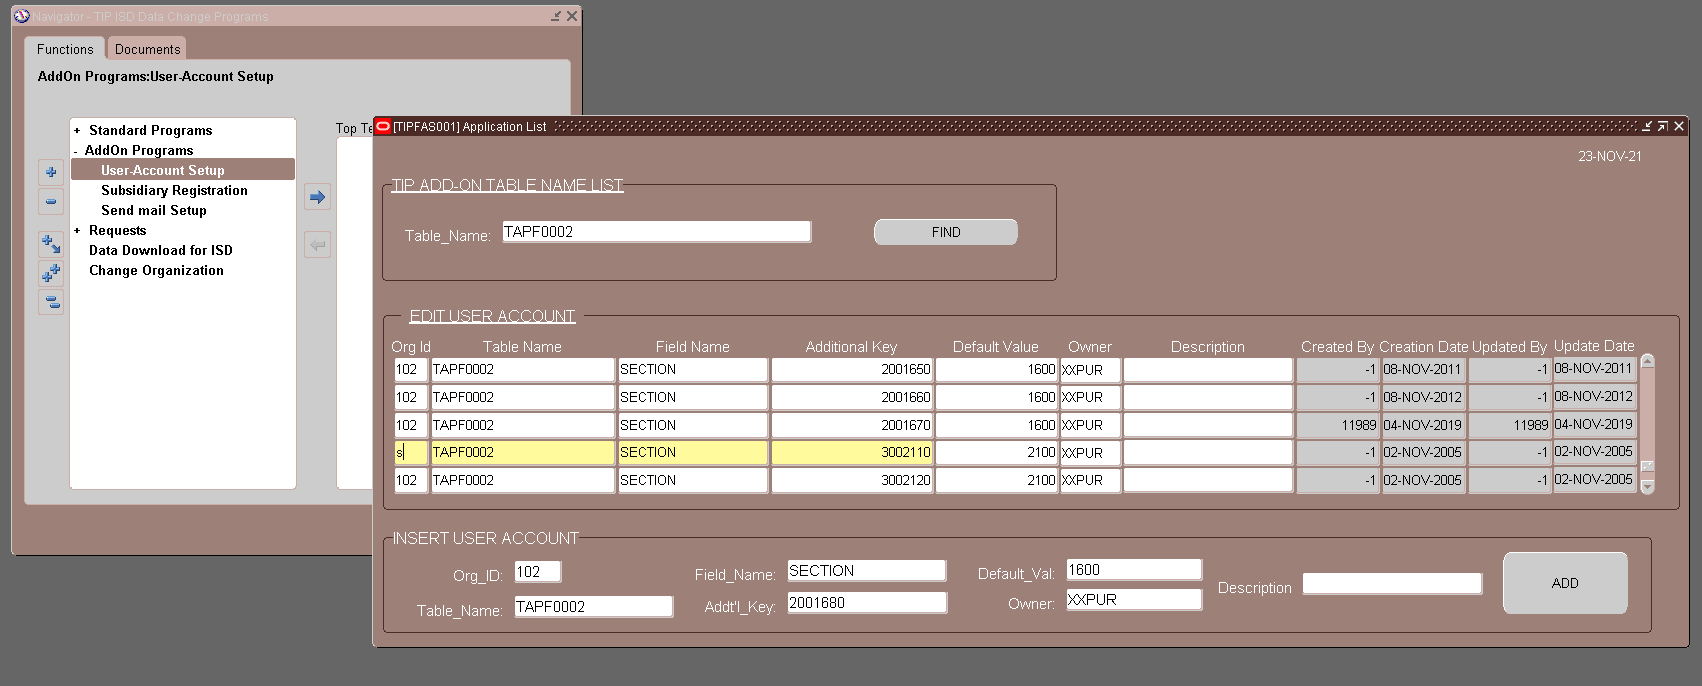 Navigator - TIP ISD Data Change Programs
Functions Documents
AddOn Programs:User-Account Setup
+ Standard Programs
- AddOn Programs
User-Account Setup
Subsidiary Registration
Send mail Setup
+ Requests
Data Download for ISD
Change Organization
Top Te
[TIPFAS001] Application List
23-NOV-21
TIP ADD-ON TABLE NAME LIST
Table_Name: TAPF0002 FIND
EDIT USER ACCOUNT
Org Id Table Name Field Name Additional Key Default Value Owner Description Created By Creation Date Updated By Update Date
102 TAPF0002 SECTION 2001650 1600 XXPUR -1 08-NOV-2011 -1 08-NOV-2011
102 TAPF0002 SECTION 2001660 1600 XXPUR -1 08-NOV-2012 -1 08-NOV-2012
102 TAPF0002 SECTION 2001670 1600 XXPUR 11989 04-NOV-2019 11989 04-NOV-2019
s TAPF0002 SECTION 3002110 2100 XXPUR -1 02-NOV-2005 -1 02-NOV-2005
102 TAPF0002 SECTION 3002120 2100 XXPUR -1 02-NOV-2005 -1 02-NOV-2005
INSERT USER ACCOUNT
Org_ID: 102 Field_Name: SECTION Default_Val: 1600 Description ADD
Table_Name: TAPF0002 Addt'l_Key: 2001680 Owner: XXPUR